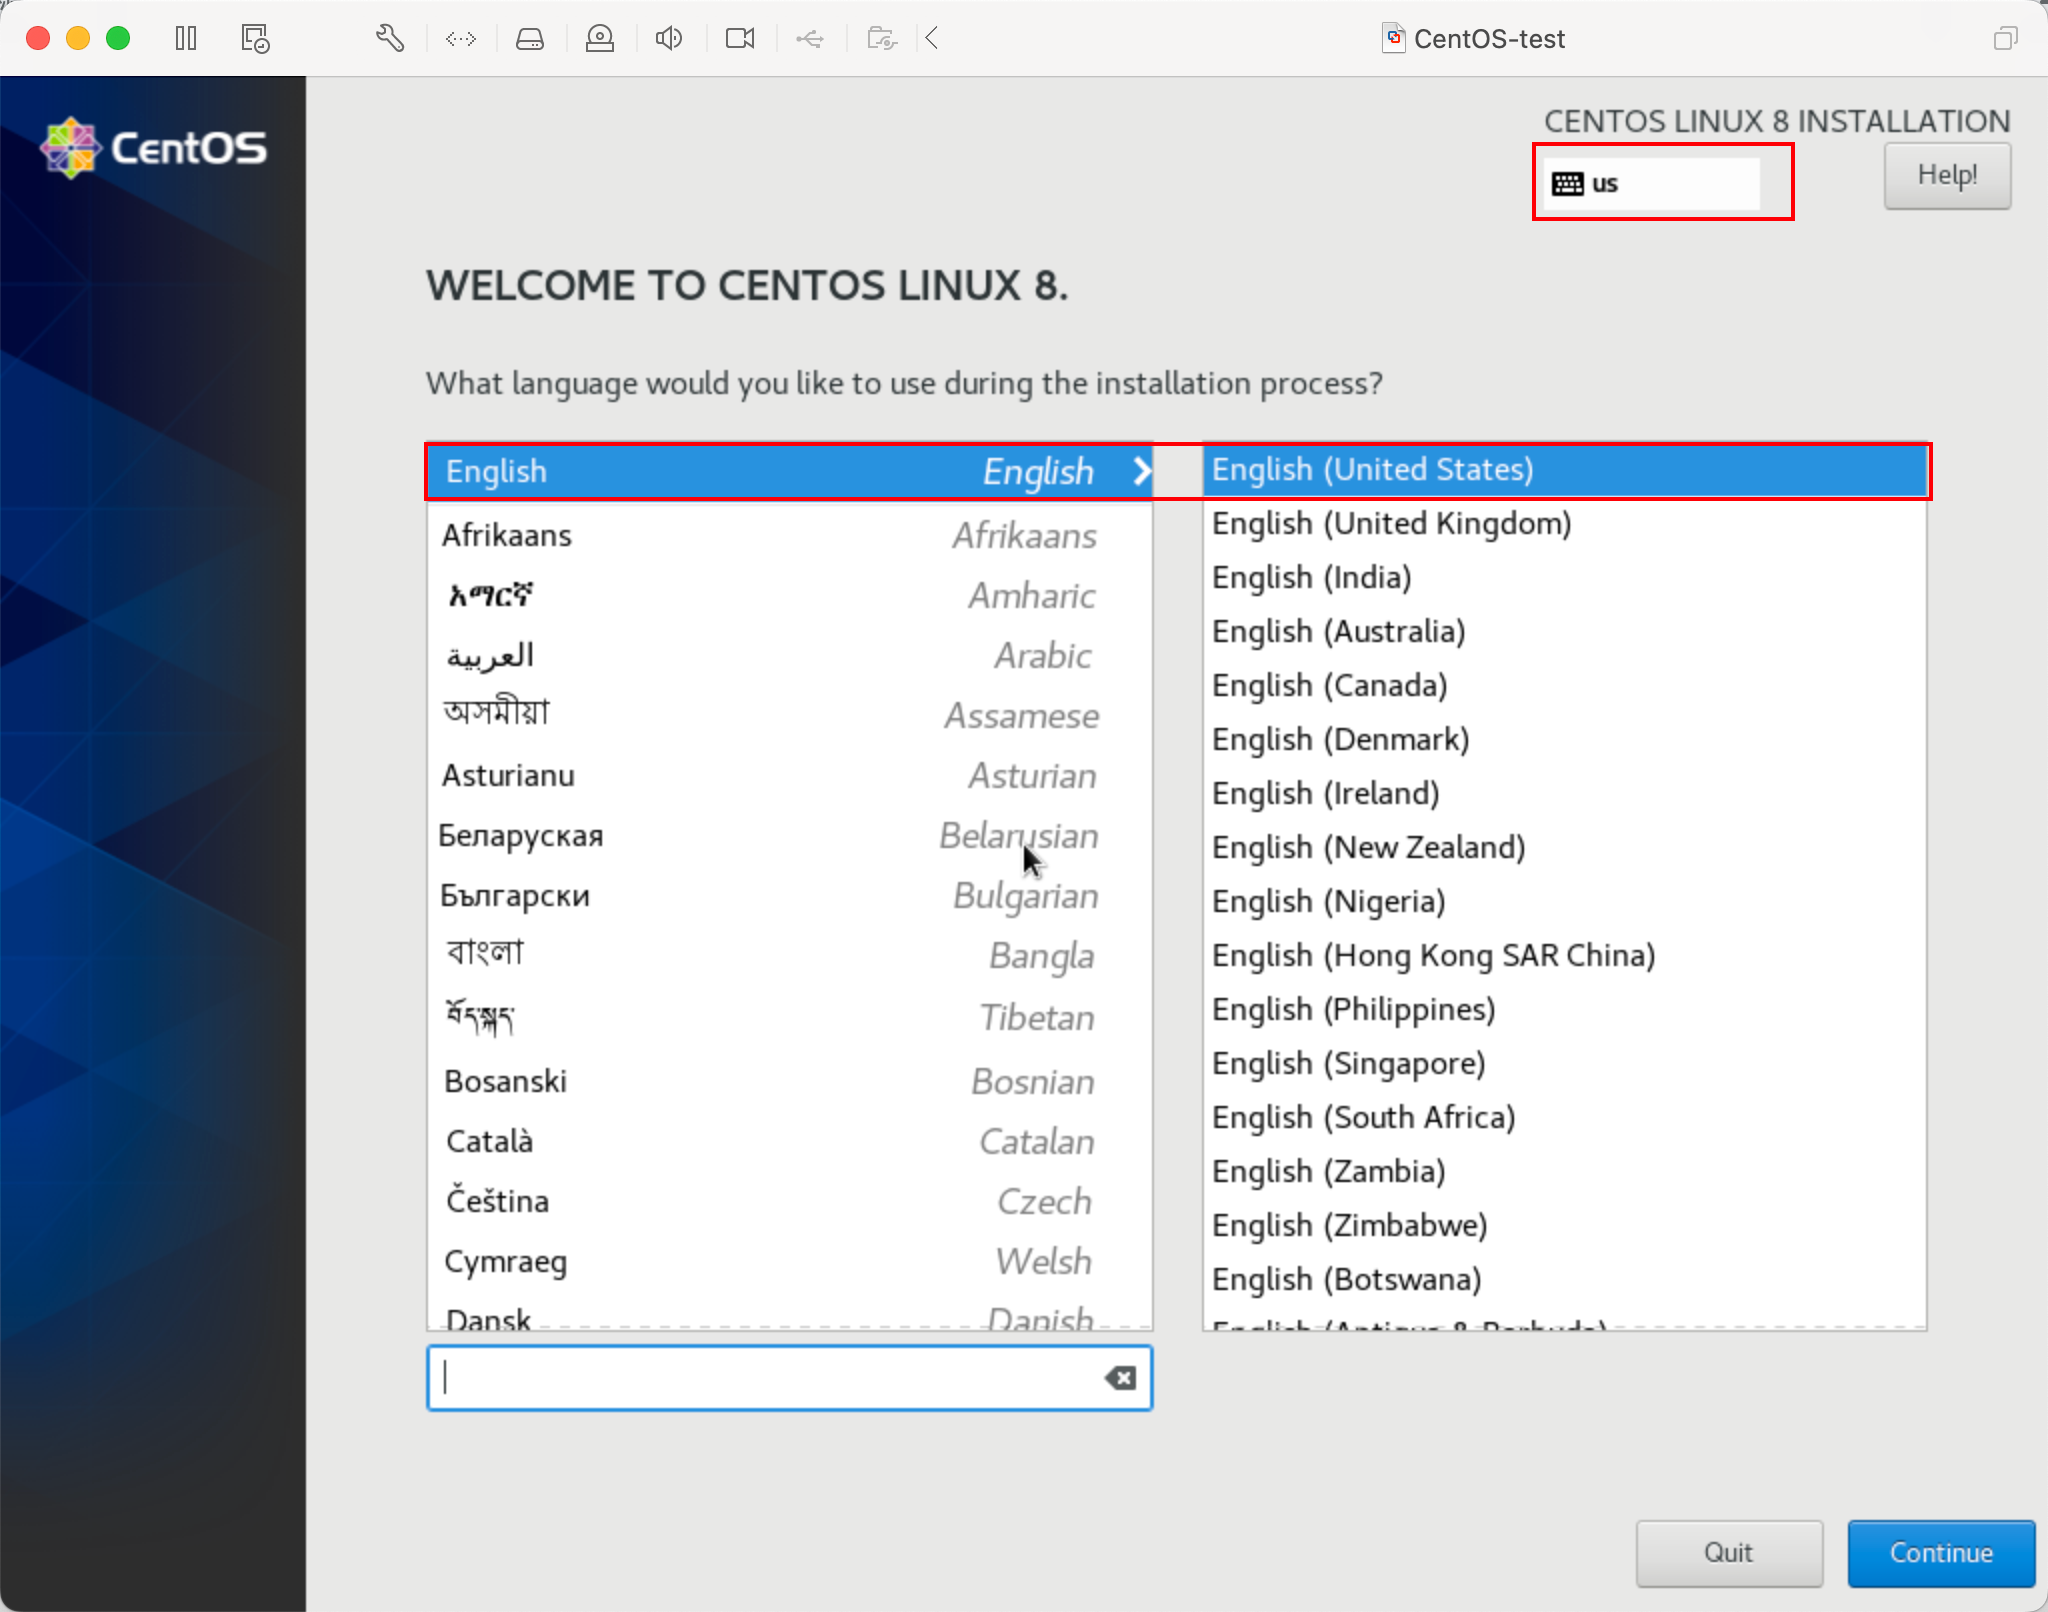 CentOS-test
CentOS
CENTOS LINUX 8 INSTALLATION
us
Help!
WELCOME TO CENTOS LINUX 8.
What language would you like to use during the installation process?
English English
Afrikaans Afrikaans
አማርኛ Amharic
العربية Arabic
অসমীয়া Assamese
Asturianu Asturian
Беларуская Belarusian
Български Bulgarian
বাংলা Bangla
བོད་སྐད་ Tibetan
Bosanski Bosnian
Català Catalan
Čeština Czech
Cymraeg Welsh
Dansk Danish
English (United States)
English (United Kingdom)
English (India)
English (Australia)
English (Canada)
English (Denmark)
English (Ireland)
English (New Zealand)
English (Nigeria)
English (Hong Kong SAR China)
English (Philippines)
English (Singapore)
English (South Africa)
English (Zambia)
English (Zimbabwe)
English (Botswana)
English (Antigua & Barbuda)
Quit
Continue